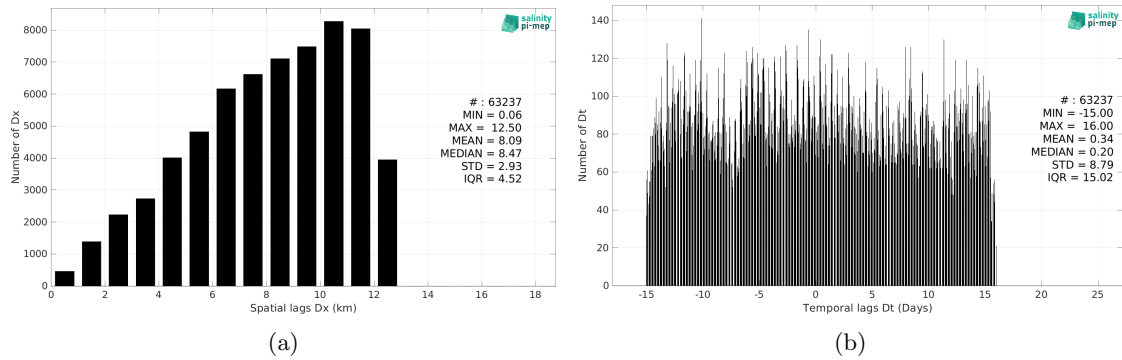 8000
7000
6000
5000
4000
3000
2000
1000
0
Number of Dx
0 2 4 6 8 10 12 14 16 18
Spatial lags Dx (km)
salinity
pi-mep
# : 63237
MIN = 0.06
MAX = 12.50
MEAN = 8.09
MEDIAN = 8.47
STD = 2.93
IQR = 4.52
(a)
140
120
100
80
60
40
20
0
Number of Dt
-15 -10 -5 0 5 10 15 20 25
Temporal lags Dt (Days)
salinity
pi-mep
# : 63237
MIN = -15.00
MAX = 16.00
MEAN = 0.34
MEDIAN = 0.20
STD = 8.79
IQR = 15.02
(b)